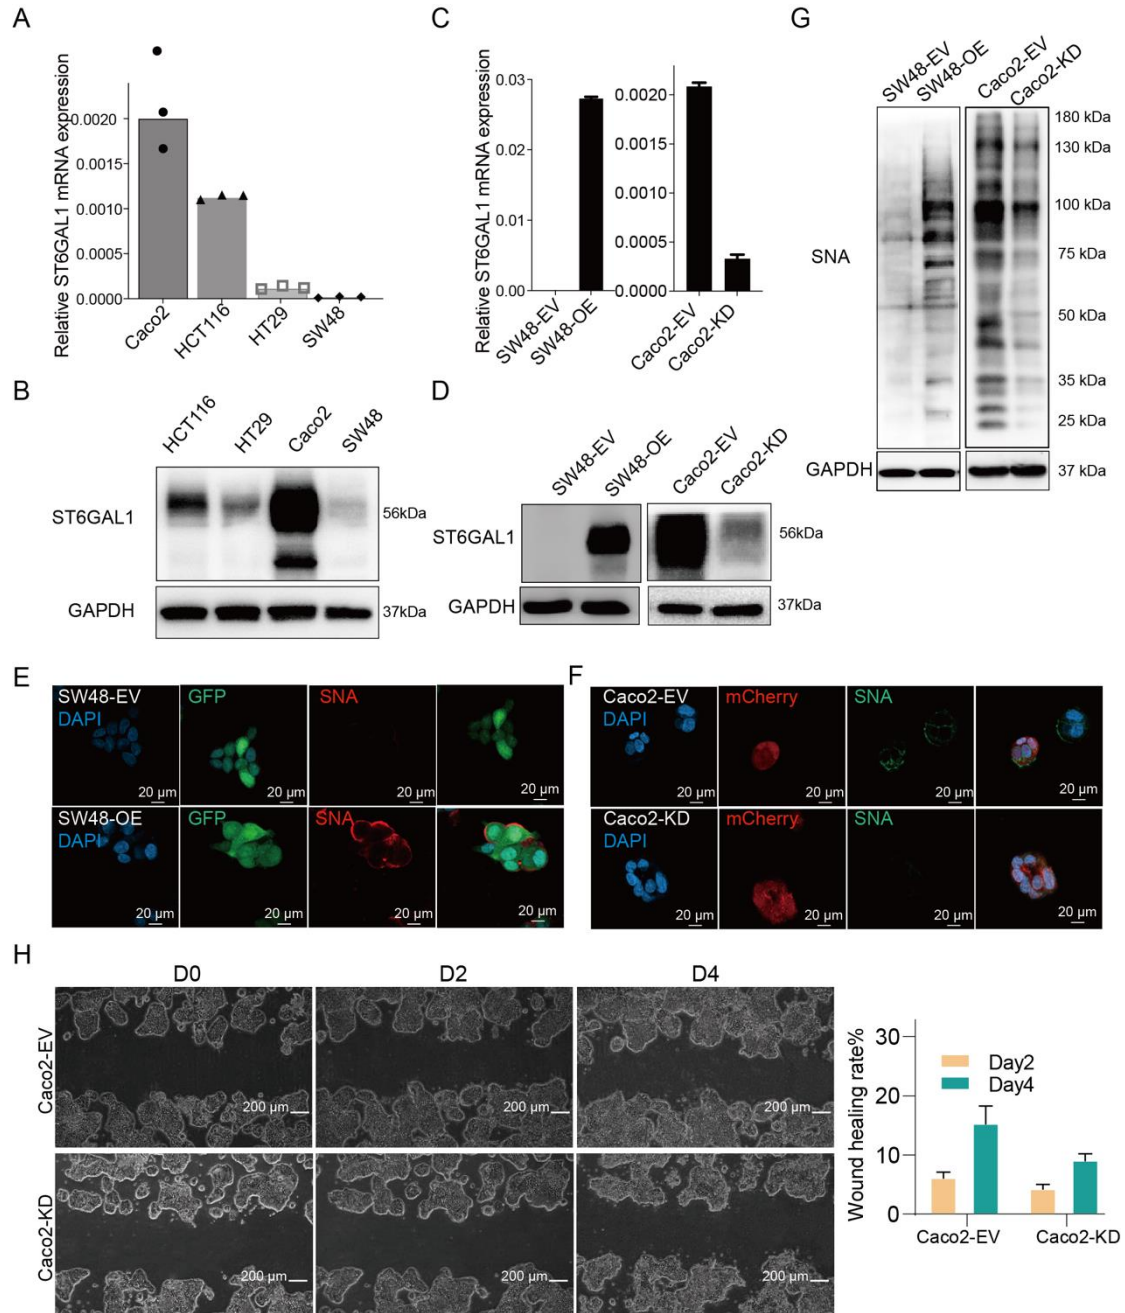 A
Relative ST6GAL1 mRNA expression
0.0020
0.0015
0.0010
0.0005
0.0000
Caco2
HCT116
HT29
SW48
B
HCT116
HT29
Caco2
SW48
ST6GAL1
56kDa
GAPDH
37kDa
C
Relative ST6GAL1 mRNA expression
0.03
0.02
0.01
0.00
SW48-EV
SW48-OE
0.0020
0.0015
0.0010
0.0005
0.0000
Caco2-EV
Caco2-KD
D
SW48-EV
SW48-OE
Caco2-EV
Caco2-KD
ST6GAL1
56kDa
GAPDH
37kDa
G
SW48-EV
SW48-OE
Caco2-EV
Caco2-KD
SNA
180 kDa
130 kDa
100 kDa
75 kDa
50 kDa
35 kDa
25 kDa
GAPDH
37 kDa
E
SW48-EV
DAPI
GFP
SNA
20 μm
20 μm
20 μm
20 μm
SW48-OE
DAPI
GFP
SNA
20 μm
20 μm
20 μm
20 μm
F
Caco2-EV
DAPI
mCherry
SNA
20 μm
20 μm
20 μm
20 μm
Caco2-KD
DAPI
mCherry
SNA
20 μm
20 μm
20 μm
20 μm
H
D0
D2
D4
Caco2-EV
200 μm
200 μm
200 μm
Caco2-KD
200 μm
200 μm
200 μm
Wound healing rate%
30
20
10
0
Day2
Day4
Caco2-EV
Caco2-KD